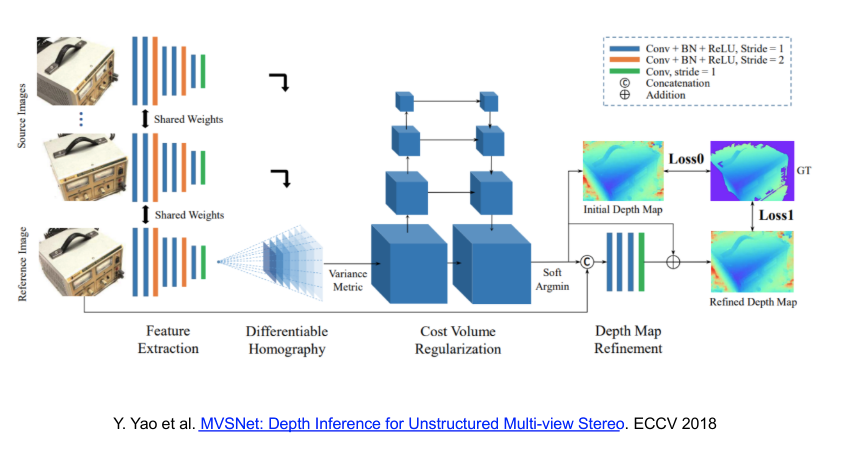 Conv + BN + ReLU, Stride = 1
Conv + BN + ReLU, Stride = 2
Conv, stride = 1
C Concatenation
Addition
Source Images
Shared Weights
Shared Weights
Reference Image
Loss0
GT
Initial Depth Map
Loss1
Variance
Metric
Soft
Argmin
C
Refined Depth Map
Feature
Extraction
Differentiable
Homography
Cost Volume
Regularization
Depth Map
Refinement
Y. Yao et al. MVSNet: Depth Inference for Unstructured Multi-view Stereo. ECCV 2018